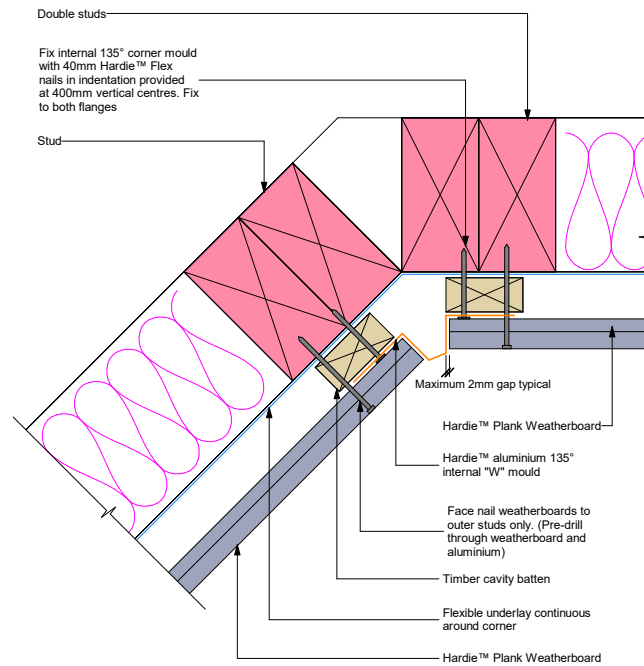 Double studs
Fix internal 135° corner mould
with 40mm Hardie™ Flex
nails in indentation provided
at 400mm vertical centres. Fix
to both flanges
Stud
Maximum 2mm gap typical
Hardie™ Plank Weatherboard
Hardie™ aluminium 135°
internal "W" mould
Face nail weatherboards to
outer studs only. (Pre-drill
through weatherboard and
aluminium)
Timber cavity batten
Flexible underlay continuous
around corner
Hardie™ Plank Weatherboard